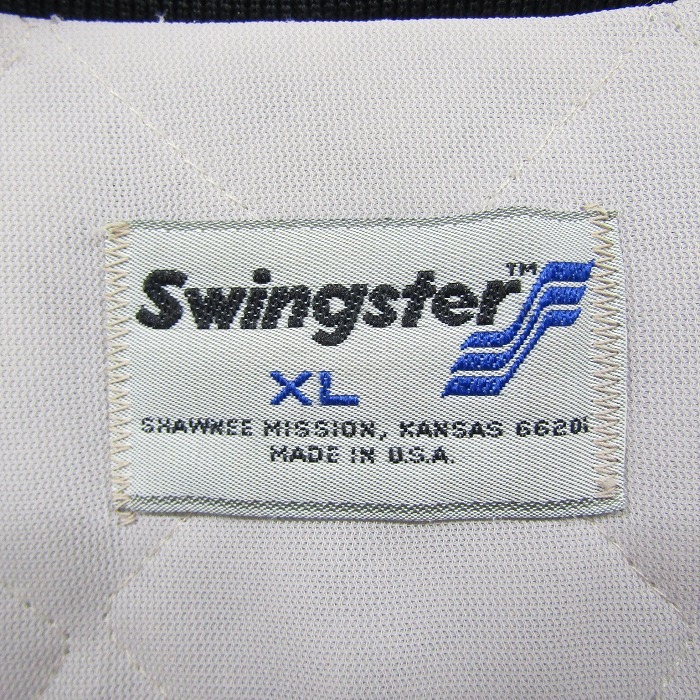 Swingster™
XL
SHAWNEE MISSION, KANSAS 66201
MADE IN U.S.A.